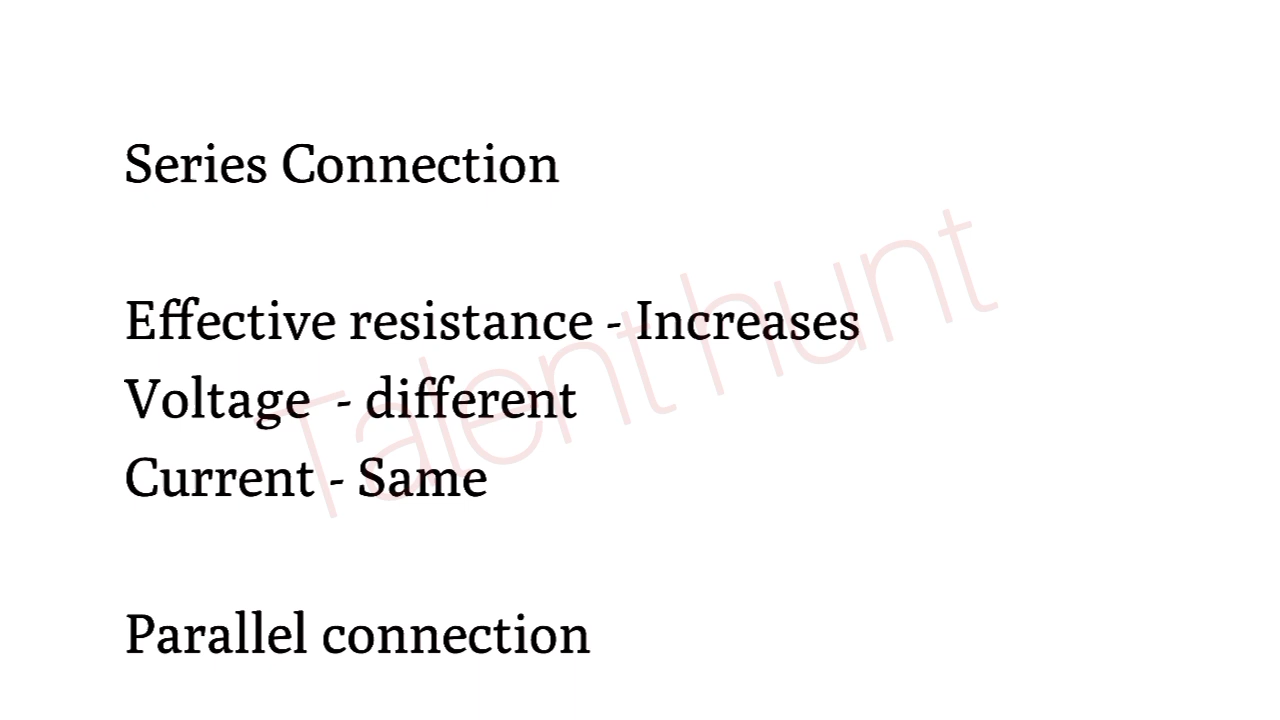 Series Connection
Effective resistance - Increases
Voltage - different
Current - Same
Parallel connection
Talent hunt